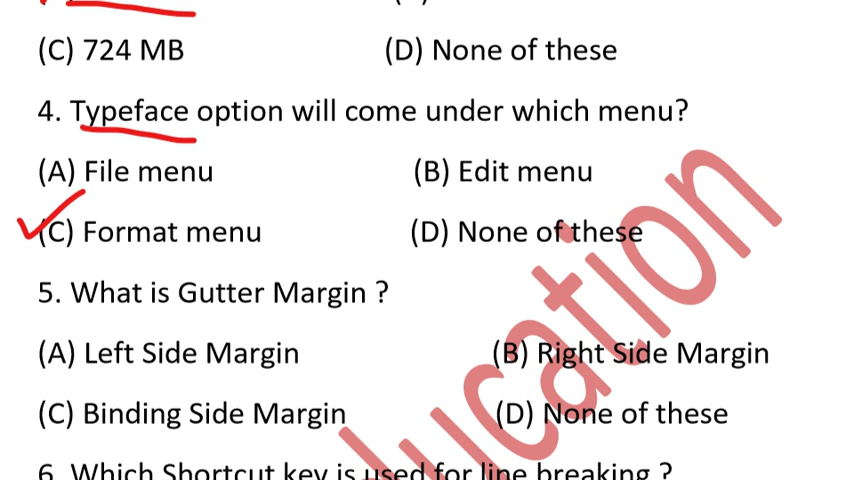 (C) 724 MB (D) None of these
4. Typeface option will come under which menu?
(A) File menu (B) Edit menu
(C) Format menu (D) None of these
5. What is Gutter Margin ?
(A) Left Side Margin (B) Right Side Margin
(C) Binding Side Margin (D) None of these
6. Which Shortcut key is used for line breaking ?
ducation